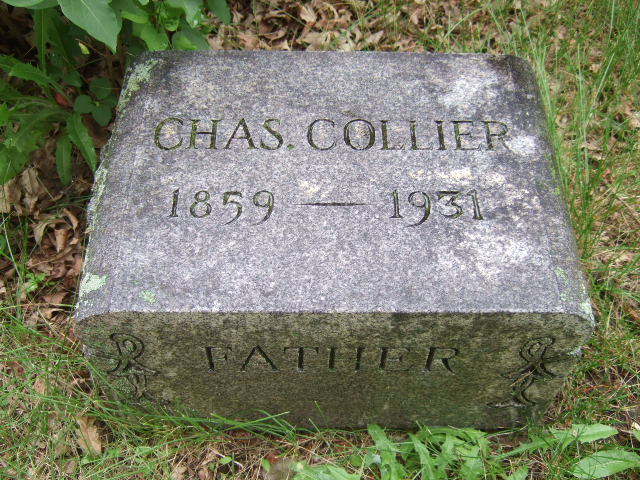 CHAS. COLLIER
1859 — 1931
FATHER